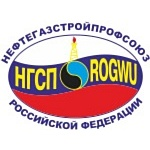 НЕФТЕГАЗСТРОЙПРОФСОЮЗ
НГСП ROGWU
РОССИЙСКОЙ ФЕДЕРАЦИИ